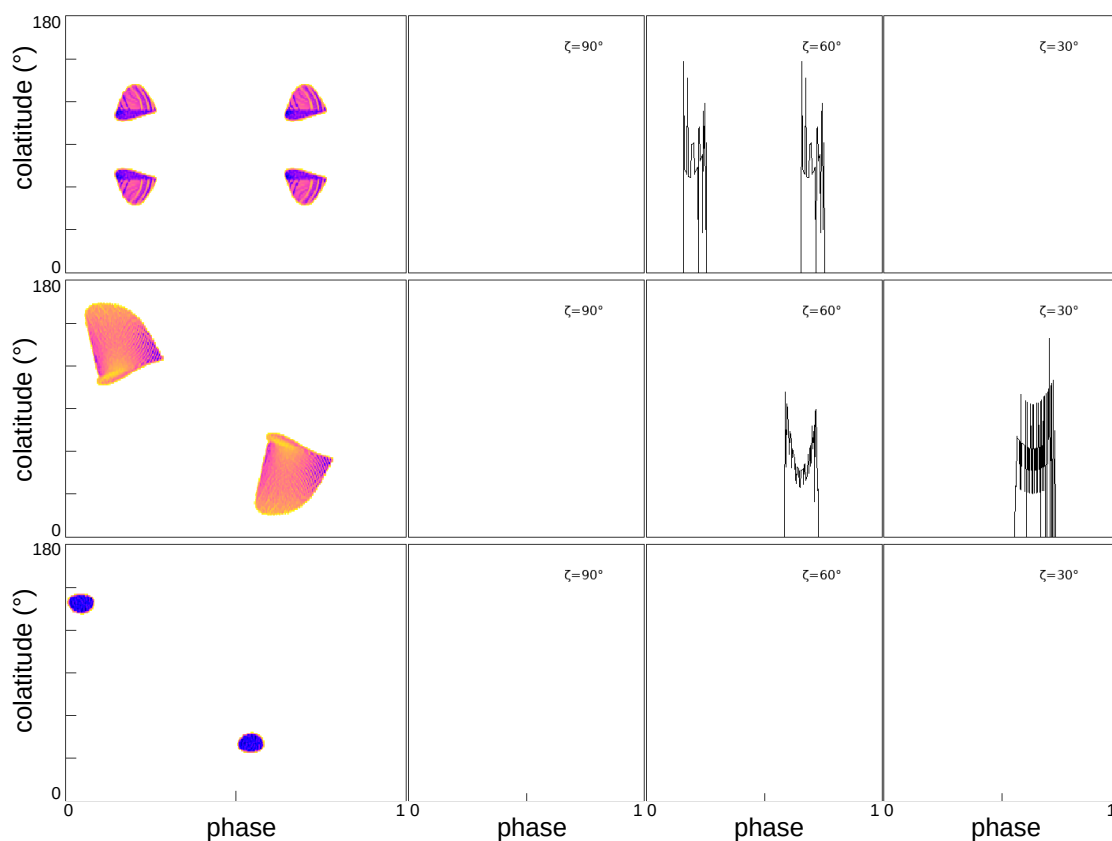 180
colatitude (°)
0
ζ=90°
ζ=60°
ζ=30°
180
colatitude (°)
0
ζ=90°
ζ=60°
ζ=30°
180
colatitude (°)
0
ζ=90°
ζ=60°
ζ=30°
0 1 0 1 0 1 0 1
phase phase phase phase